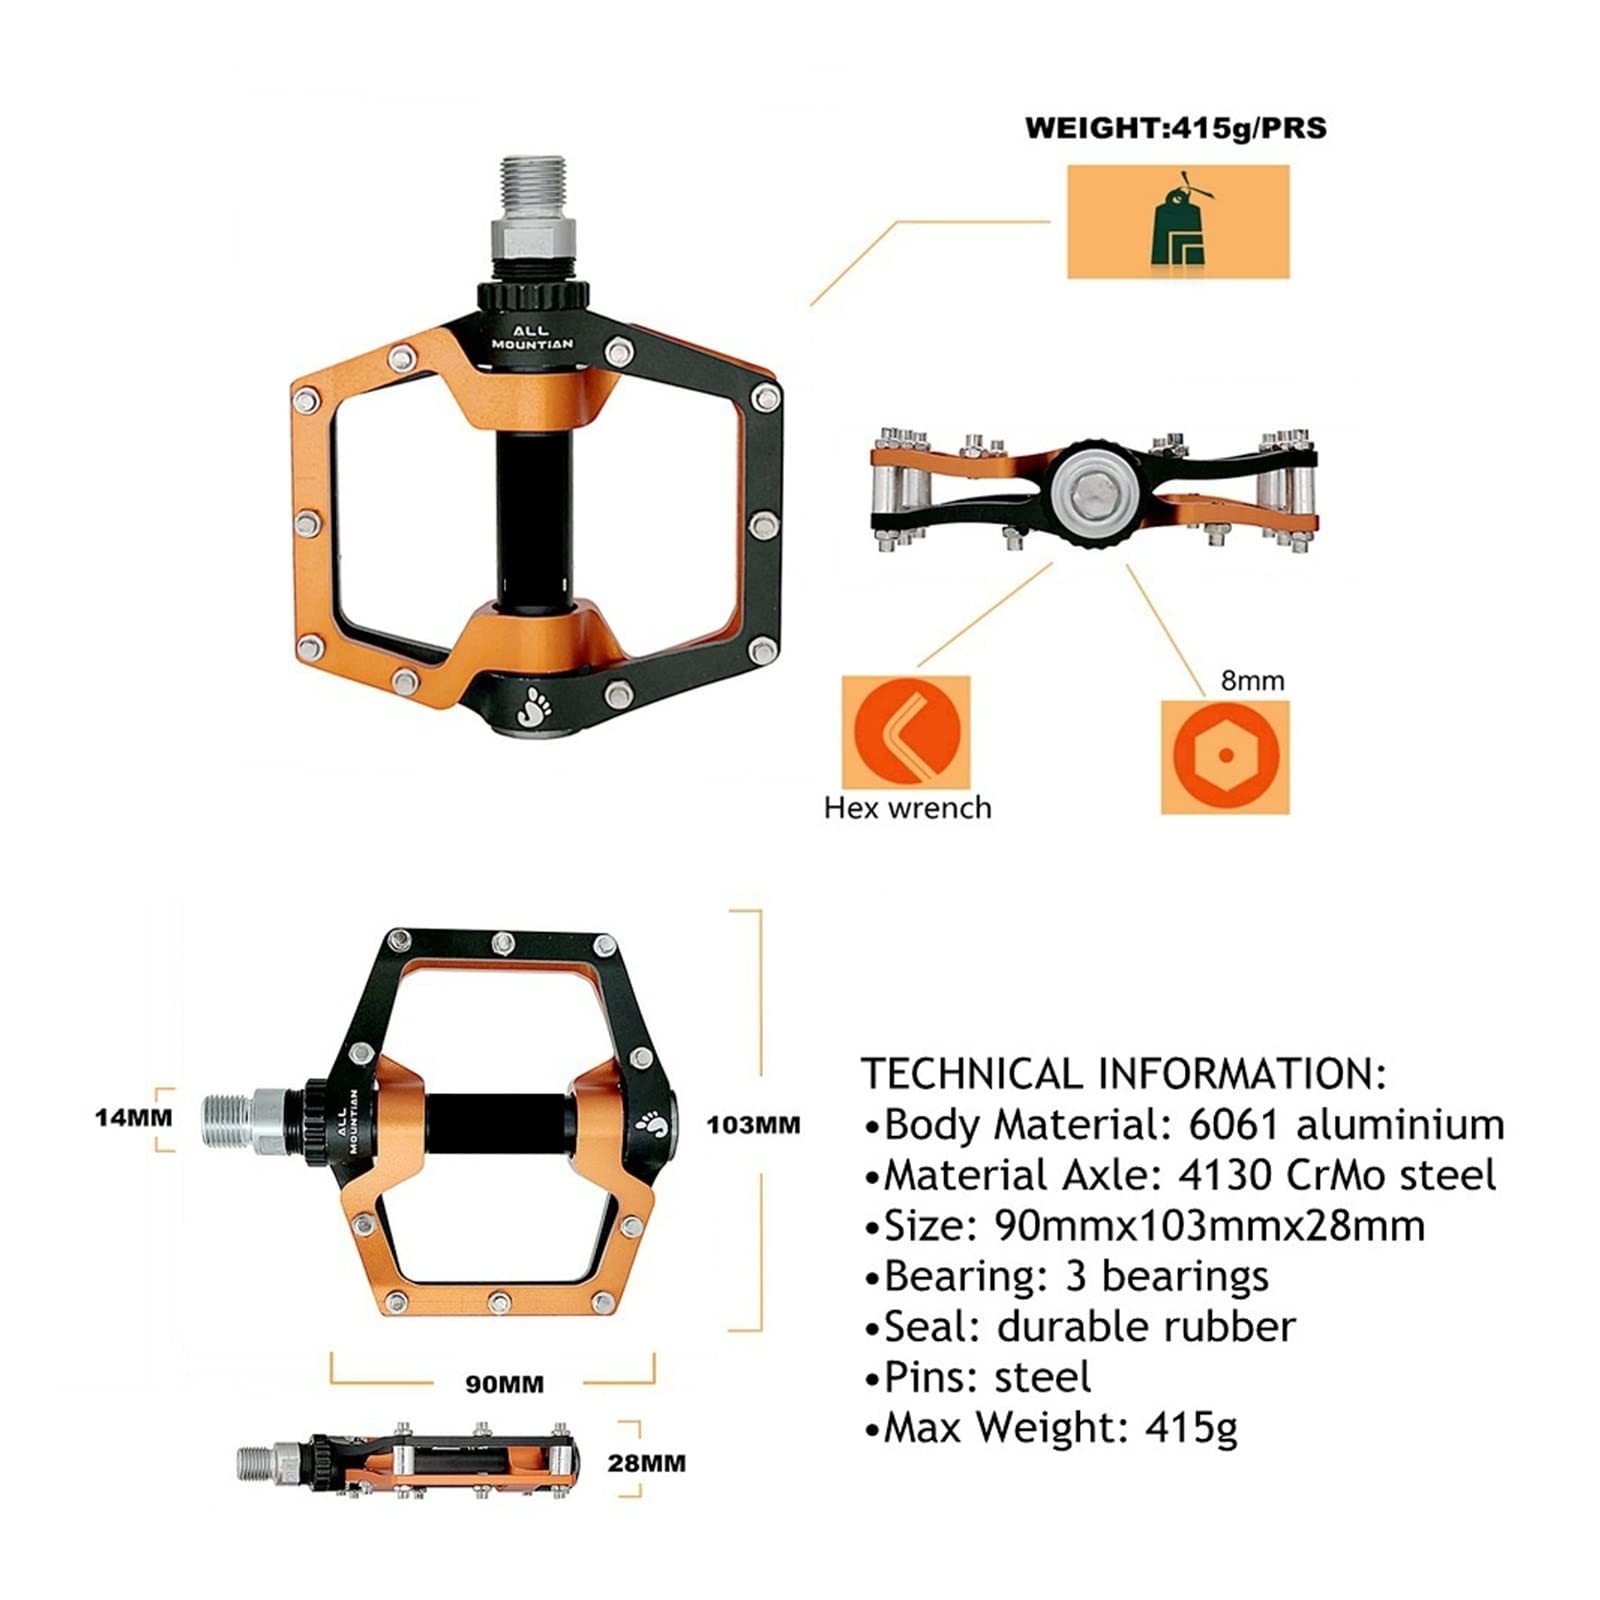 WEIGHT:415g/PRS
ALL
MOUNTIAN
8mm
Hex wrench
14MM
ALL
MOUNTIAN
103MM
90MM
28MM
TECHNICAL INFORMATION:
•Body Material: 6061 aluminium
•Material Axle: 4130 CrMo steel
•Size: 90mmx103mmx28mm
•Bearing: 3 bearings
•Seal: durable rubber
•Pins: steel
•Max Weight: 415g